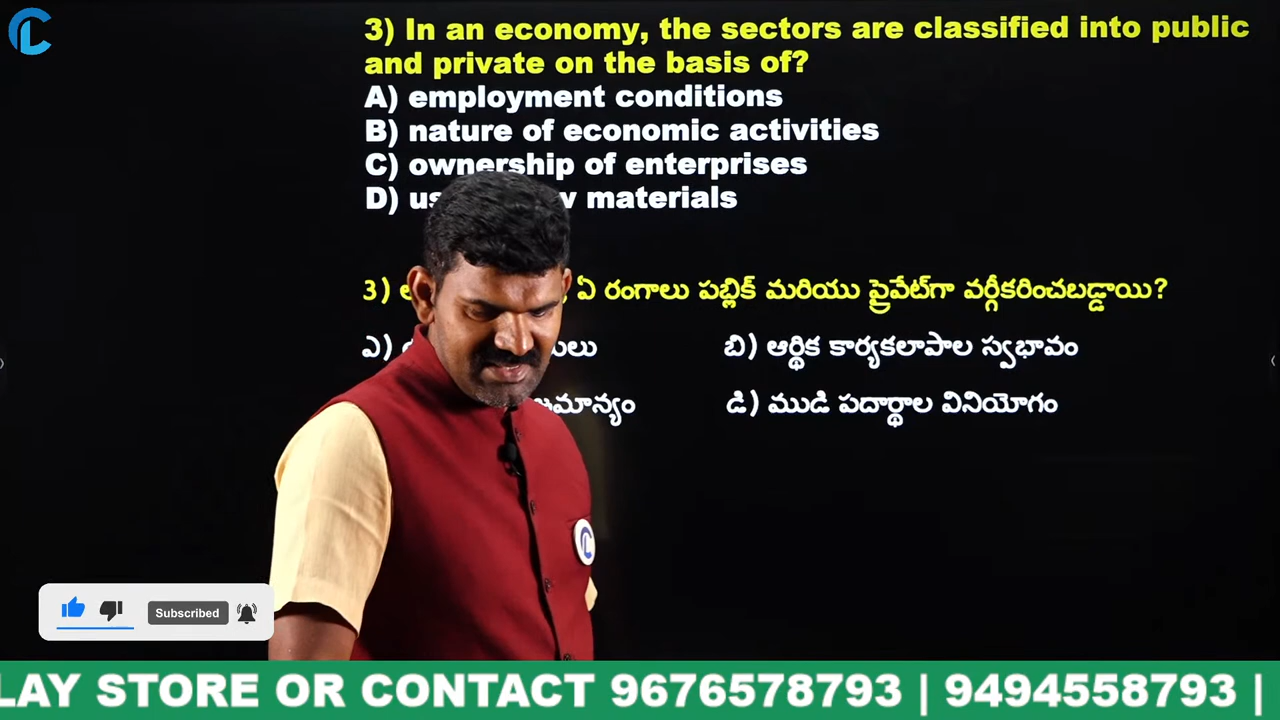 3) In an economy, the sectors are classified into public
and private on the basis of?
A) employment conditions
B) nature of economic activities
C) ownership of enterprises
D) materials
3) ఏ రంగాలు పబ్లిక్ మరియు ప్రైవేట్‌గా వర్గీకరించబడ్డాయి?
ఎ) బి) ఆర్థిక కార్యకలాపాల స్వభావం
డి) ముడి పదార్థాల వినియోగం
Subscribed
STORE OR CONTACT 9676578793 | 9494558793 |